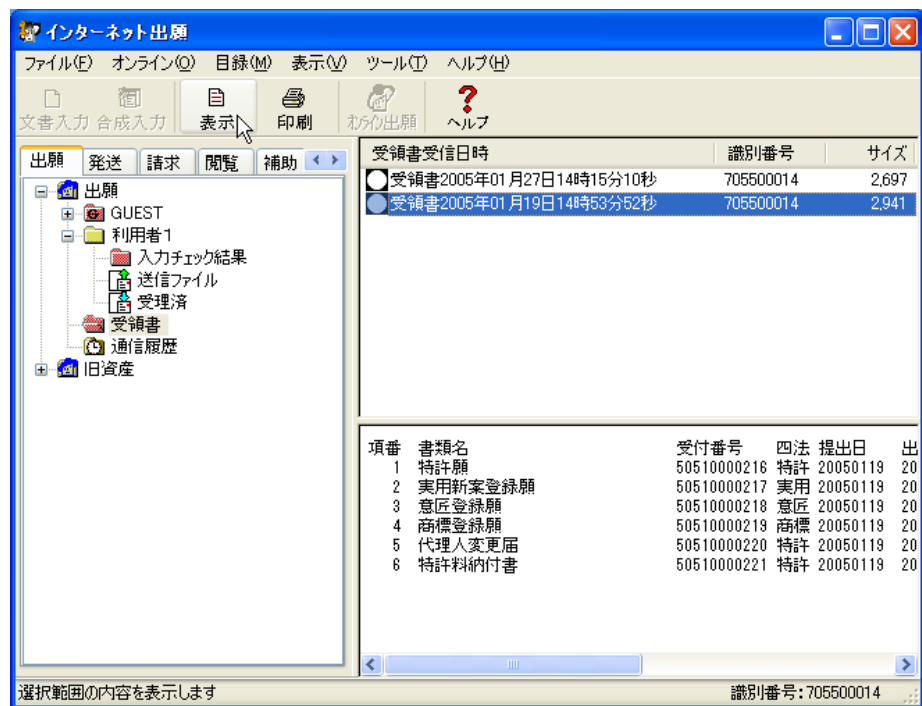 インターネット出願
ファイル(F) オンライン(O) 目録(M) 表示(V) ツール(T) ヘルプ(H)
文書入力 合成入力 表示 印刷 オンライン出願 ヘルプ
出願 発送 請求 閲覧 補助
出願
GUEST
利用者1
入力チェック結果
送信ファイル
受理済
受領書
通信履歴
旧資産
受領書受信日時 識別番号 サイズ
受領書2005年01月27日14時15分10秒 705500014 2,697
受領書2005年01月19日14時53分52秒 705500014 2,941
項番 書類名 受付番号 四法 提出日 出
1 特許願 50510000216 特許 20050119 20
2 実用新案登録願 50510000217 実用 20050119 20
3 意匠登録願 50510000218 意匠 20050119 20
4 商標登録願 50510000219 商標 20050119 20
5 代理人変更届 50510000220 特許 20050119 20
6 特許料納付書 50510000221 特許 20050119 20
選択範囲の内容を表示します 識別番号:705500014